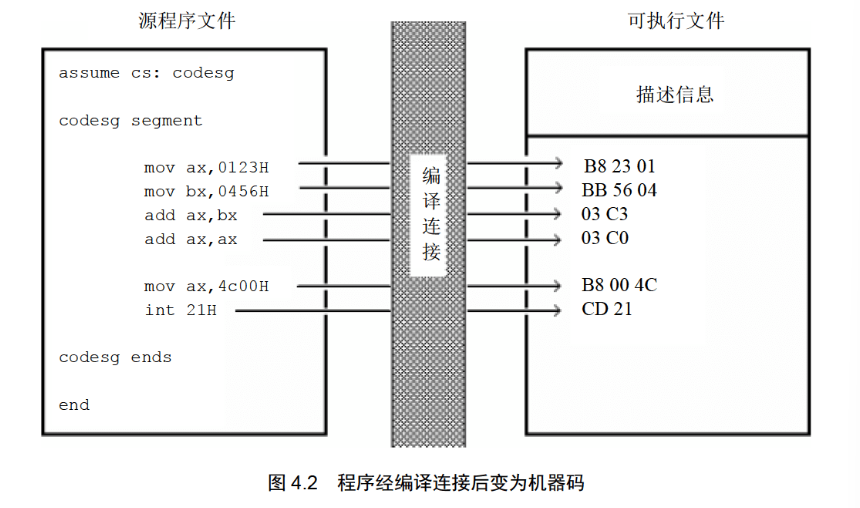 源程序文件
可执行文件
assume cs: codesg
codesg segment
mov ax,0123H
mov bx,0456H
add ax,bx
add ax,ax
mov ax,4c00H
int 21H
codesg ends
end
编译连接
描述信息
B8 23 01
BB 56 04
03 C3
03 C0
B8 00 4C
CD 21
图 4.2 程序经编译连接后变为机器码